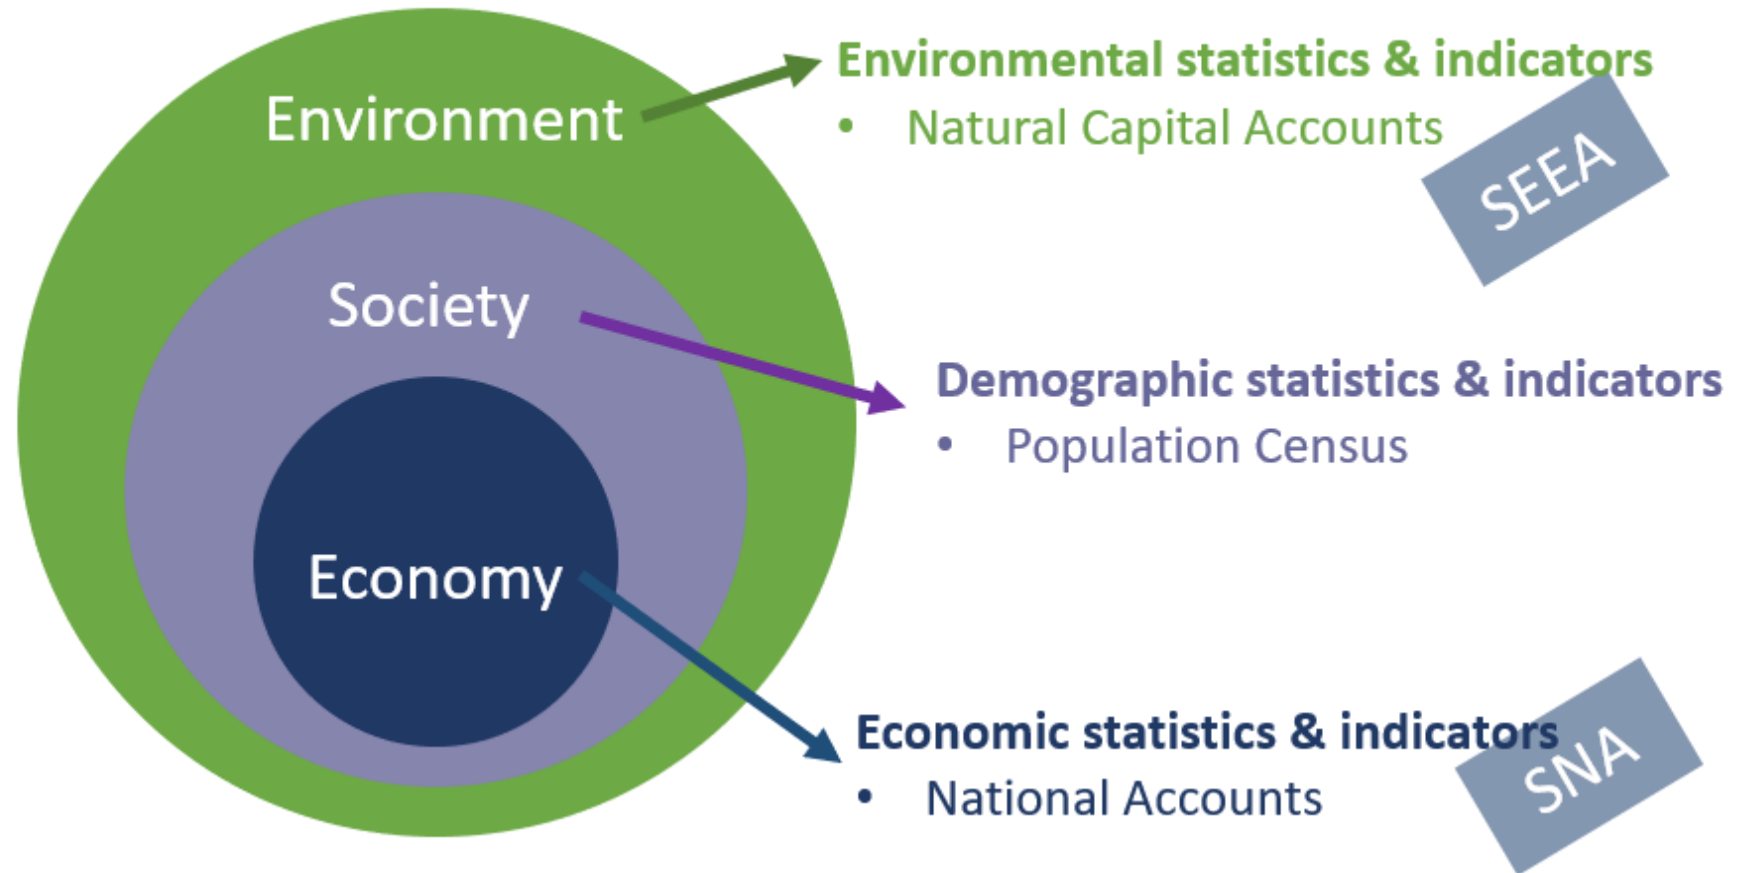 Environment
Environmental statistics & indicators
• Natural Capital Accounts
SEEA
Society
Demographic statistics & indicators
• Population Census
Economy
Economic statistics & indicators
• National Accounts
SNA